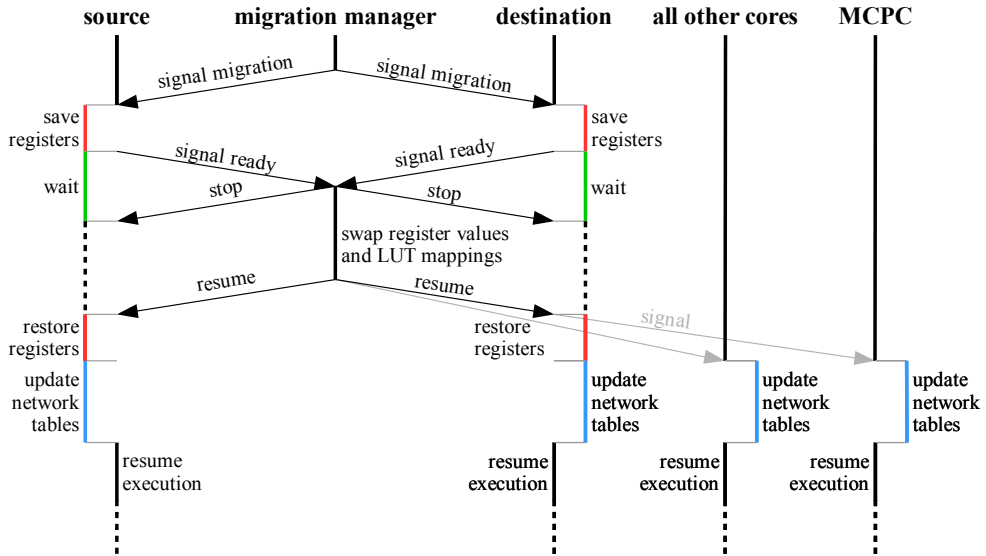 source
migration manager
destination
all other cores
MCPC
signal migration
signal migration
save
registers
save
registers
signal ready
signal ready
wait
wait
stop
stop
swap register values
and LUT mappings
resume
resume
signal
restore
registers
restore
registers
update
network
tables
update
network
tables
update
network
tables
update
network
tables
resume
execution
resume
execution
resume
execution
resume
execution